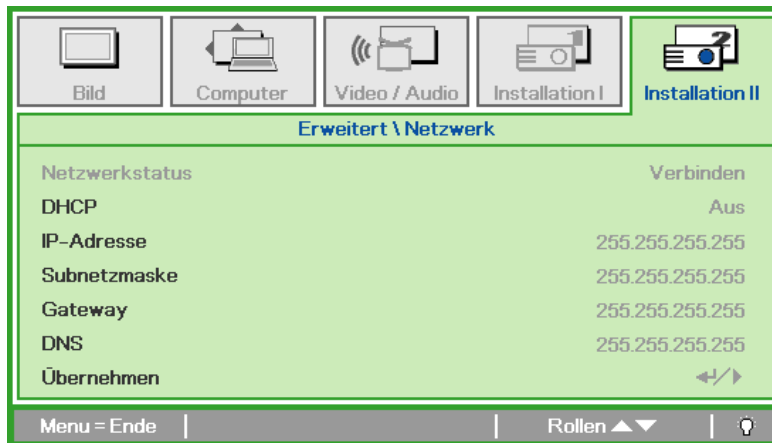 Bild
Computer
Video / Audio
Installation I
Installation II
Erweitert \ Netzwerk
Netzwerkstatus Verbinden
DHCP Aus
IP-Adresse 255.255.255.255
Subnetzmaske 255.255.255.255
Gateway 255.255.255.255
DNS 255.255.255.255
Übernehmen
Menu = Ende Rollen